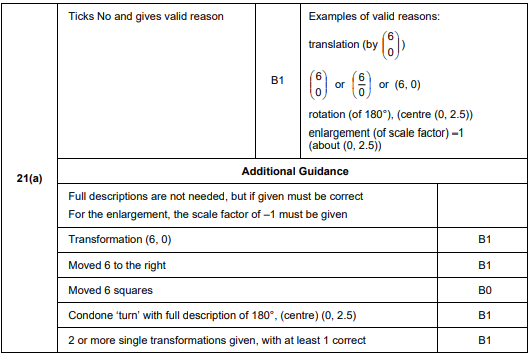 Ticks No and gives valid reason
B1
Examples of valid reasons:
translation (by (6
0))
(6
0) or (6/0) or (6, 0)
rotation (of 180°), (centre (0, 2.5))
enlargement (of scale factor) –1
(about (0, 2.5))
21(a)
Additional Guidance
Full descriptions are not needed, but if given must be correct
For the enlargement, the scale factor of –1 must be given
Transformation (6, 0) B1
Moved 6 to the right B1
Moved 6 squares B0
Condone ‘turn’ with full description of 180°, (centre) (0, 2.5) B1
2 or more single transformations given, with at least 1 correct B1